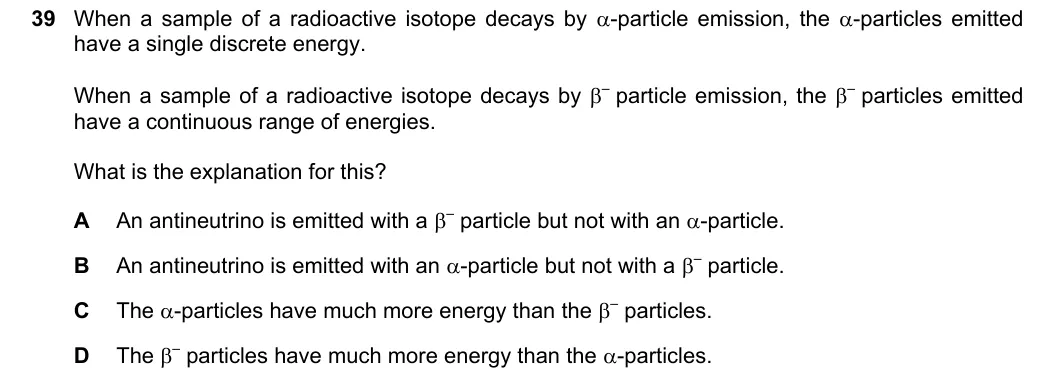 39 When a sample of a radioactive isotope decays by α-particle emission, the α-particles emitted
have a single discrete energy.
When a sample of a radioactive isotope decays by β⁻ particle emission, the β⁻ particles emitted
have a continuous range of energies.
What is the explanation for this?
A An antineutrino is emitted with a β⁻ particle but not with an α-particle.
B An antineutrino is emitted with an α-particle but not with a β⁻ particle.
C The α-particles have much more energy than the β⁻ particles.
D The β⁻ particles have much more energy than the α-particles.